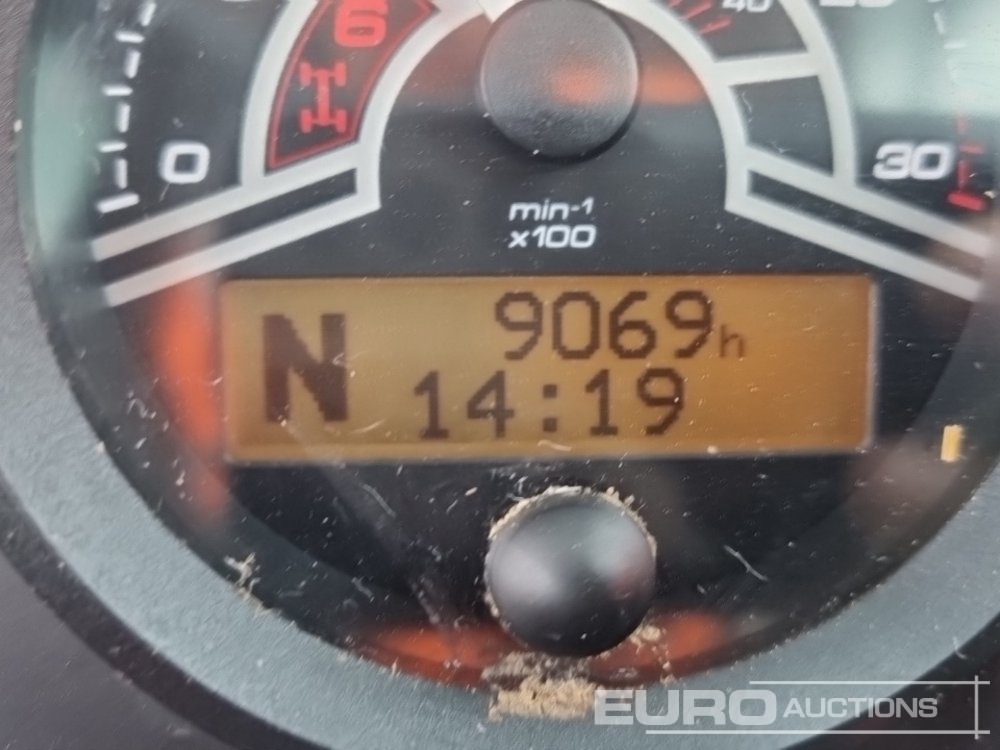 6
40
0
30
min-1
x100
N
9069h
14:19
EURO AUCTIONS